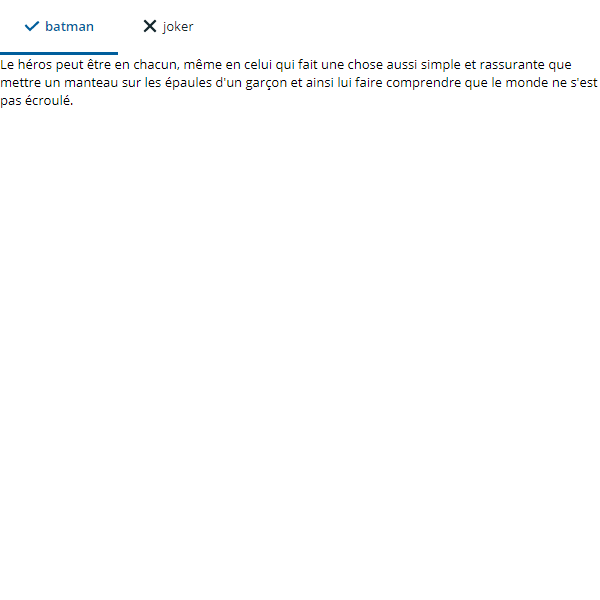 batman
joker
Le héros peut être en chacun, même en celui qui fait une chose aussi simple et rassurante que
mettre un manteau sur les épaules d'un garçon et ainsi lui faire comprendre que le monde ne s'est
pas écroulé.